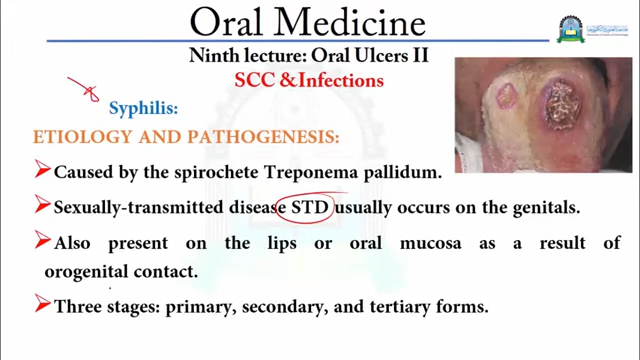 Oral Medicine
Ninth lecture: Oral Ulcers II
SCC & Infections
Syphilis:
ETIOLOGY AND PATHOGENESIS:
Caused by the spirochete Treponema pallidum.
Sexually-transmitted disease STD usually occurs on the genitals.
Also present on the lips or oral mucosa as a result of
orogenital contact.
Three stages: primary, secondary, and tertiary forms.